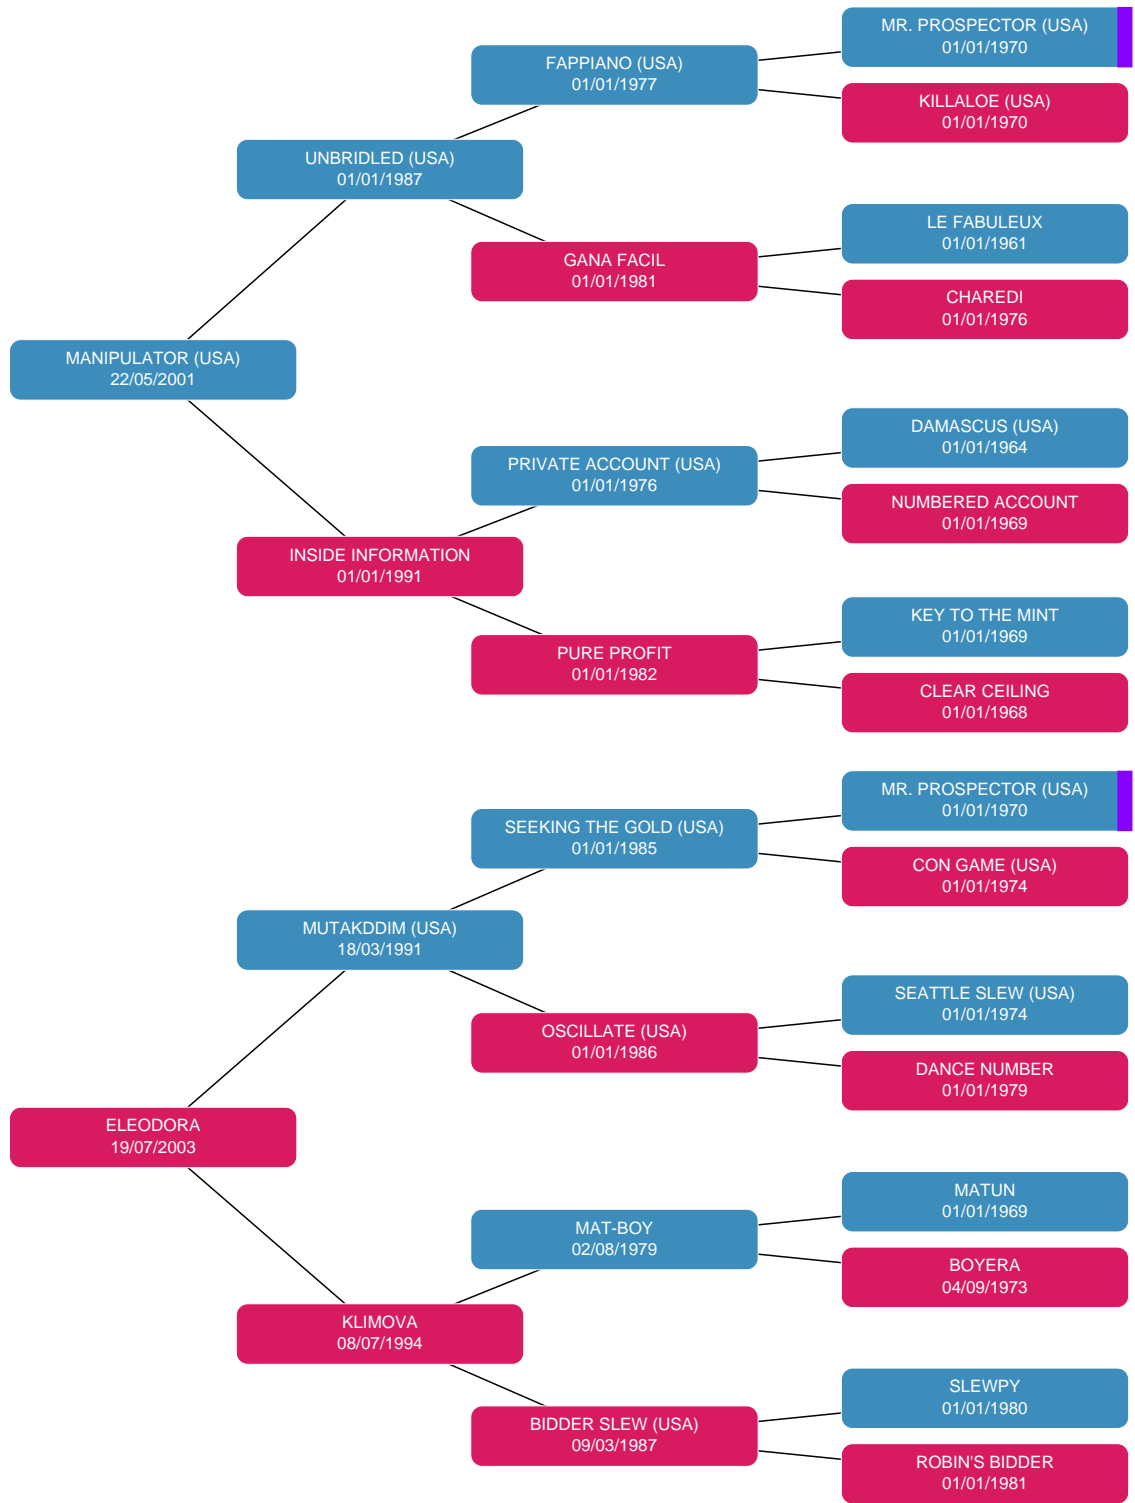 MR. PROSPECTOR (USA)
01/01/1970
FAPPIANO (USA)
01/01/1977
KILLALOE (USA)
01/01/1970
UNBRIDLED (USA)
01/01/1987
LE FABULEUX
01/01/1961
GANA FACIL
01/01/1981
CHAREDI
01/01/1976
MANIPULATOR (USA)
22/05/2001
DAMASCUS (USA)
01/01/1964
PRIVATE ACCOUNT (USA)
01/01/1976
NUMBERED ACCOUNT
01/01/1969
INSIDE INFORMATION
01/01/1991
KEY TO THE MINT
01/01/1969
PURE PROFIT
01/01/1982
CLEAR CEILING
01/01/1968
MR. PROSPECTOR (USA)
01/01/1970
SEEKING THE GOLD (USA)
01/01/1985
CON GAME (USA)
01/01/1974
MUTAKDDIM (USA)
18/03/1991
SEATTLE SLEW (USA)
01/01/1974
OSCILLATE (USA)
01/01/1986
DANCE NUMBER
01/01/1979
ELEODORA
19/07/2003
MATUN
01/01/1969
MAT-BOY
02/08/1979
BOYERA
04/09/1973
KLIMOVA
08/07/1994
SLEWPY
01/01/1980
BIDDER SLEW (USA)
09/03/1987
ROBIN'S BIDDER
01/01/1981